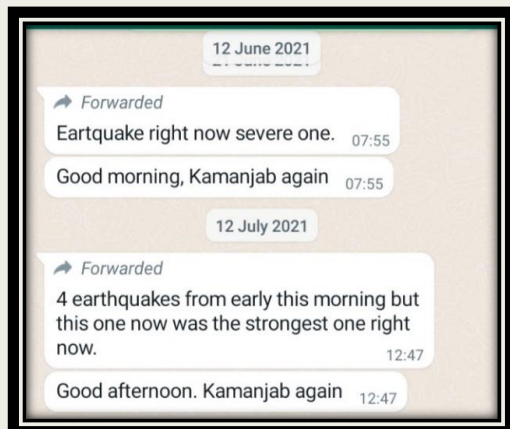 12 June 2021
Forwarded
Eartquake right now severe one. 07:55
Good morning, Kamanjab again 07:55
12 July 2021
Forwarded
4 earthquakes from early this morning but
this one now was the strongest one right
now.
12:47
Good afternoon. Kamanjab again 12:47